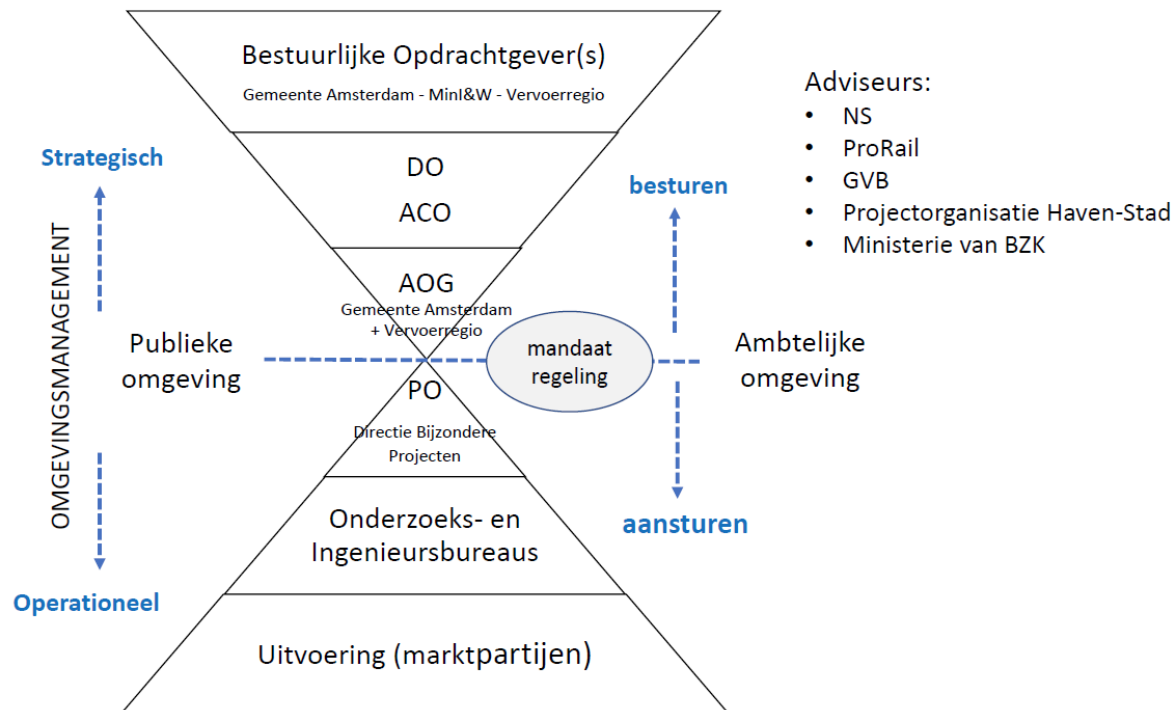 Bestuurlijke Opdrachtgever(s)
Gemeente Amsterdam - MinI&W - Vervoerregio
DO
ACO
AOG
Gemeente Amsterdam
+ Vervoerregio
PO
Directie Bijzondere
Projecten
Onderzoeks- en
Ingenieursbureaus
Uitvoering (marktpartijen)
Strategisch
OMGEVINGSMANAGEMENT
Publieke
omgeving
Operationeel
mandaat
regeling
besturen
Ambtelijke
omgeving
aansturen
Adviseurs:
• NS
• ProRail
• GVB
• Projectorganisatie Haven-Stad
• Ministerie van BZK